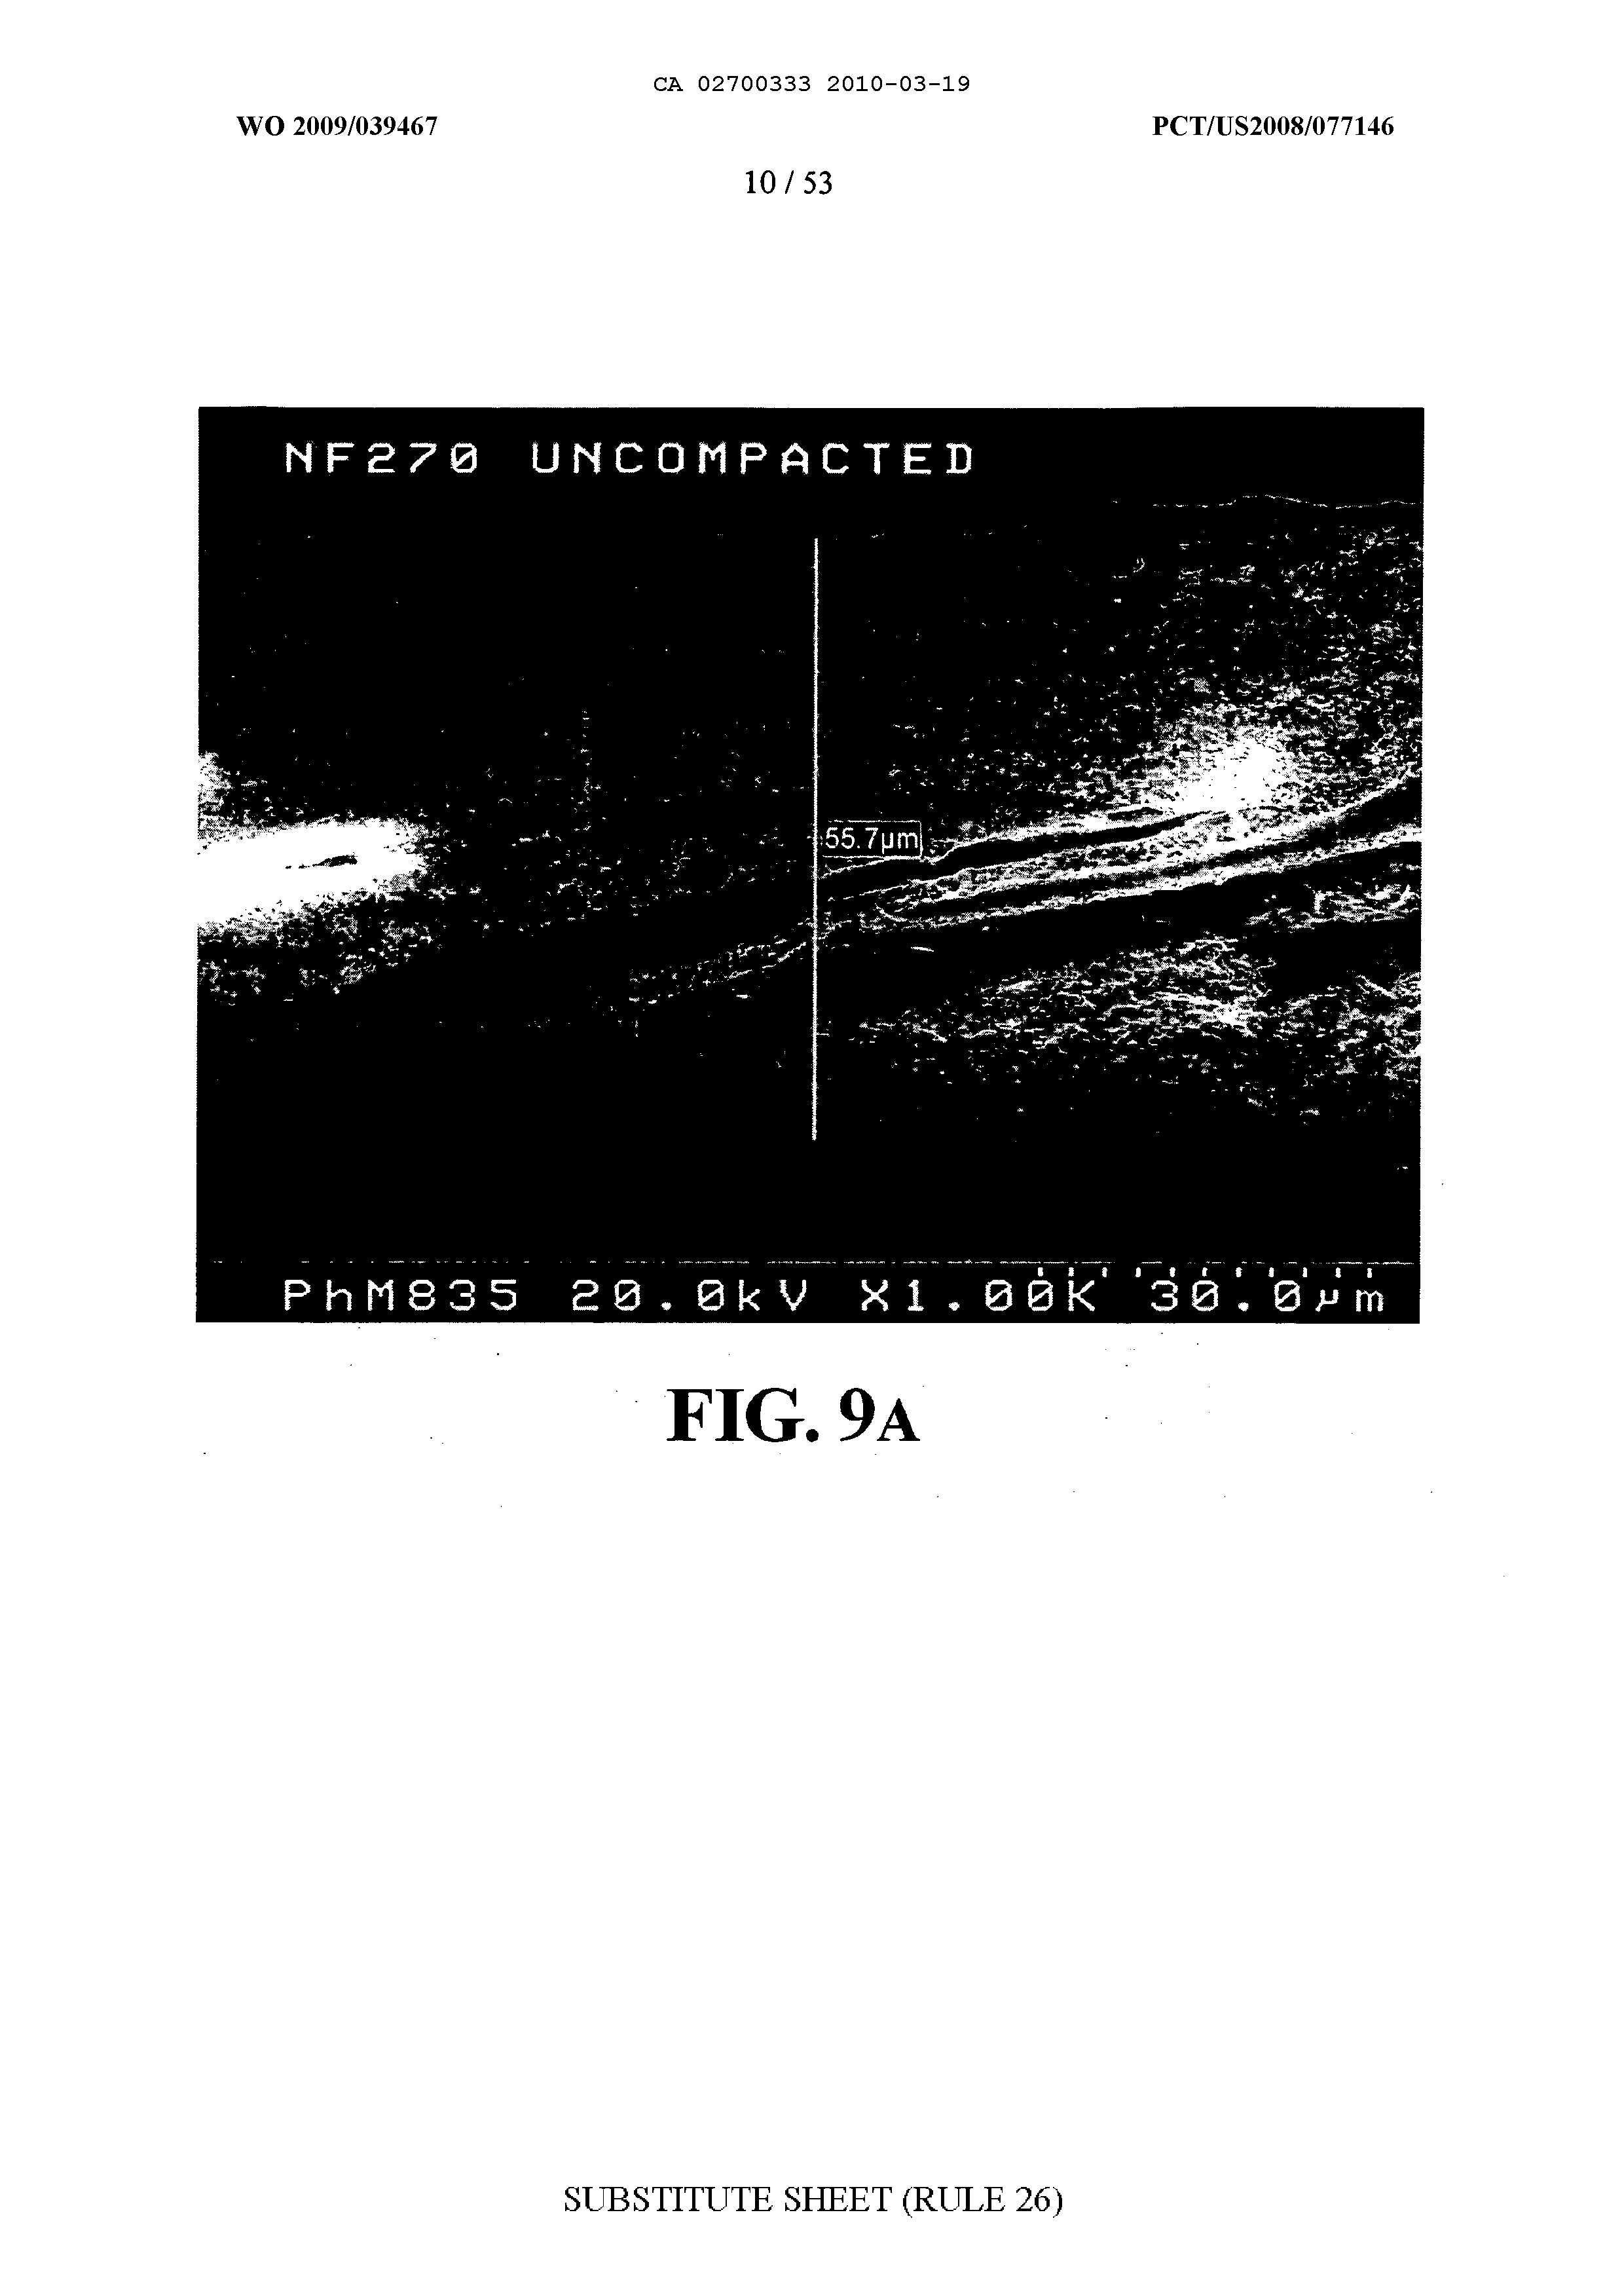 CA 02700333 2010-03-19
WO 2009/039467 PCT/US2008/077146
10 / 53
NF270 UNCOMPACTED
55.7µm
PhM835 20.0kV X1.00K 30.0µm
FIG. 9A
SUBSTITUTE SHEET (RULE 26)